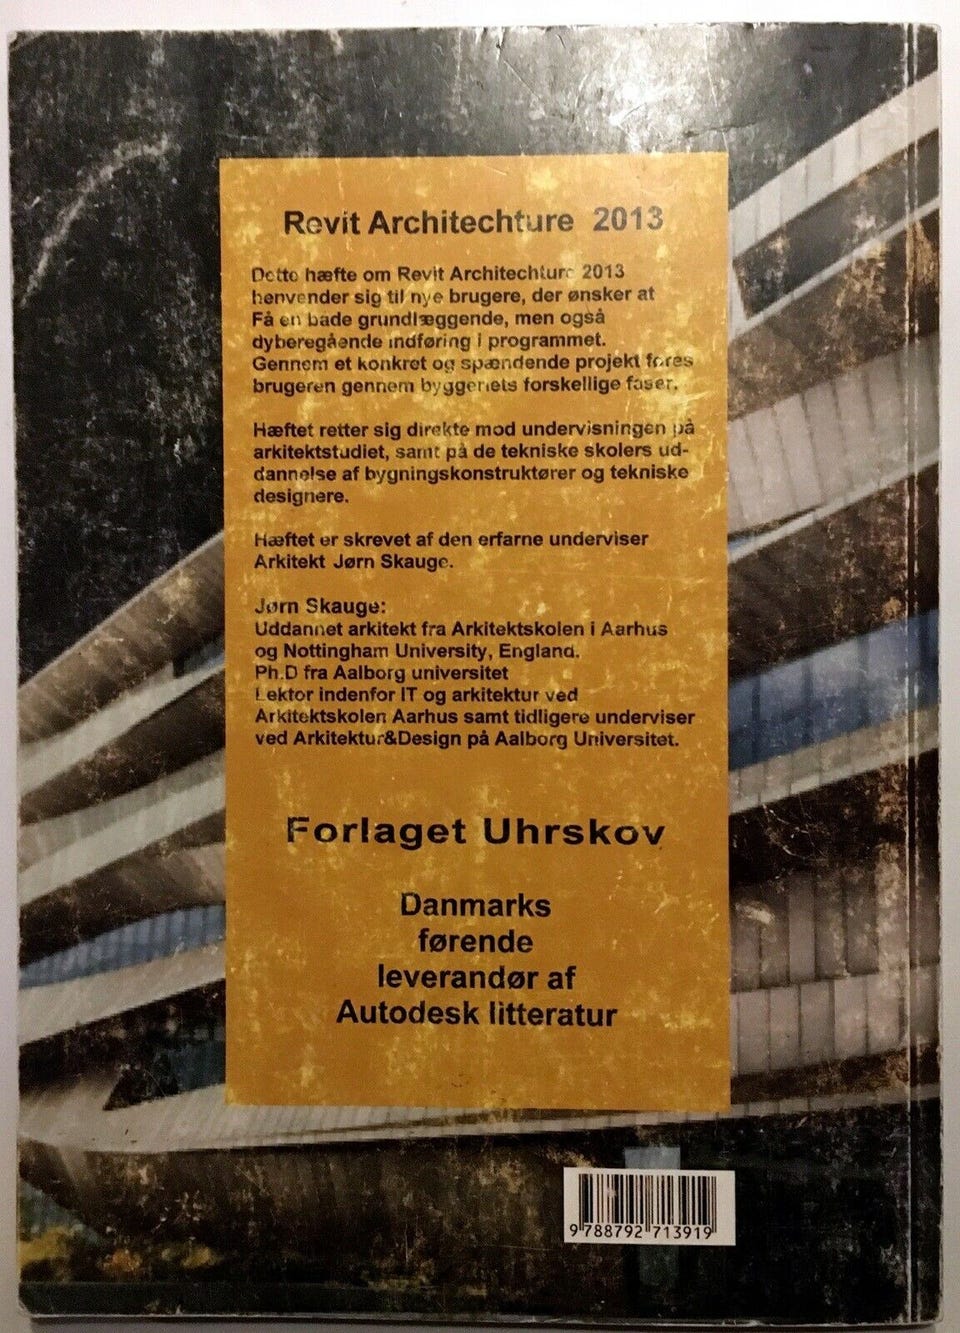 Revit Architechture 2013
Dette hæfte om Revit Architechture 2013
henvender sig til nye brugere, der ønsker at
Få en både grundlæggende, men også
dyberegående indføring i programmet.
Gennem et konkret og spændende projekt føres
brugeren gennem byggeriets forskellige faser.
Hæftet retter sig direkte mod undervisningen på
arkitektstudiet, samt på de tekniske skolers ud-
dannelse af bygningskonstruktører og tekniske
designere.
Hæftet er skrevet af den erfarne underviser
Arkitekt Jørn Skauge.
Jørn Skauge:
Uddannet arkitekt fra Arkitektskolen i Aarhus
og Nottingham University, England.
Ph.D fra Aalborg universitet
Lektor indenfor IT og arkitektur ved
Arkitektskolen Aarhus samt tidligere underviser
ved Arkitektur&Design på Aalborg Universitet.
Forlaget Uhrskov
Danmarks
førende
leverandør af
Autodesk litteratur
9 788792 713919